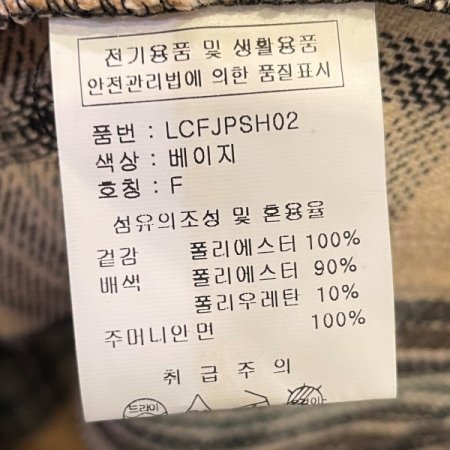 전기용품 및 생활용품
안전관리법에 의한 품질표시
품번 : LCFJPSH02
색상 : 베이지
호칭 : F
섬유의조성 및 혼용율
겉감 폴리에스터 100%
배색 폴리에스터 90%
폴리우레탄 10%
주머니안면 100%
취 급 주 의
드라이